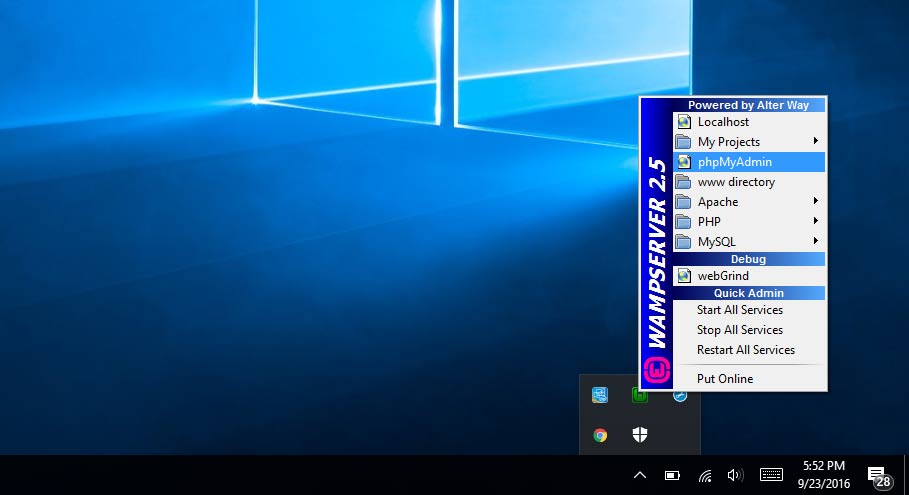 Powered by Alter Way
Localhost
My Projects
phpMyAdmin
www directory
Apache
PHP
MySQL
Debug
webGrind
Quick Admin
Start All Services
Stop All Services
Restart All Services
Put Online
WAMPSERVER 2.5
5:52 PM
9/23/2016
28